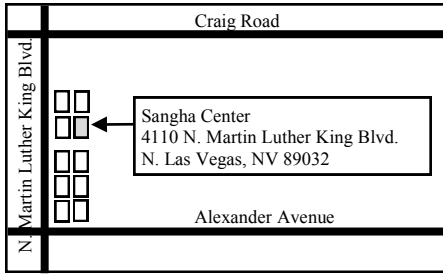 Craig Road
N. Martin Luther King Blvd.
Sangha Center
4110 N. Martin Luther King Blvd.
N. Las Vegas, NV 89032
Alexander Avenue